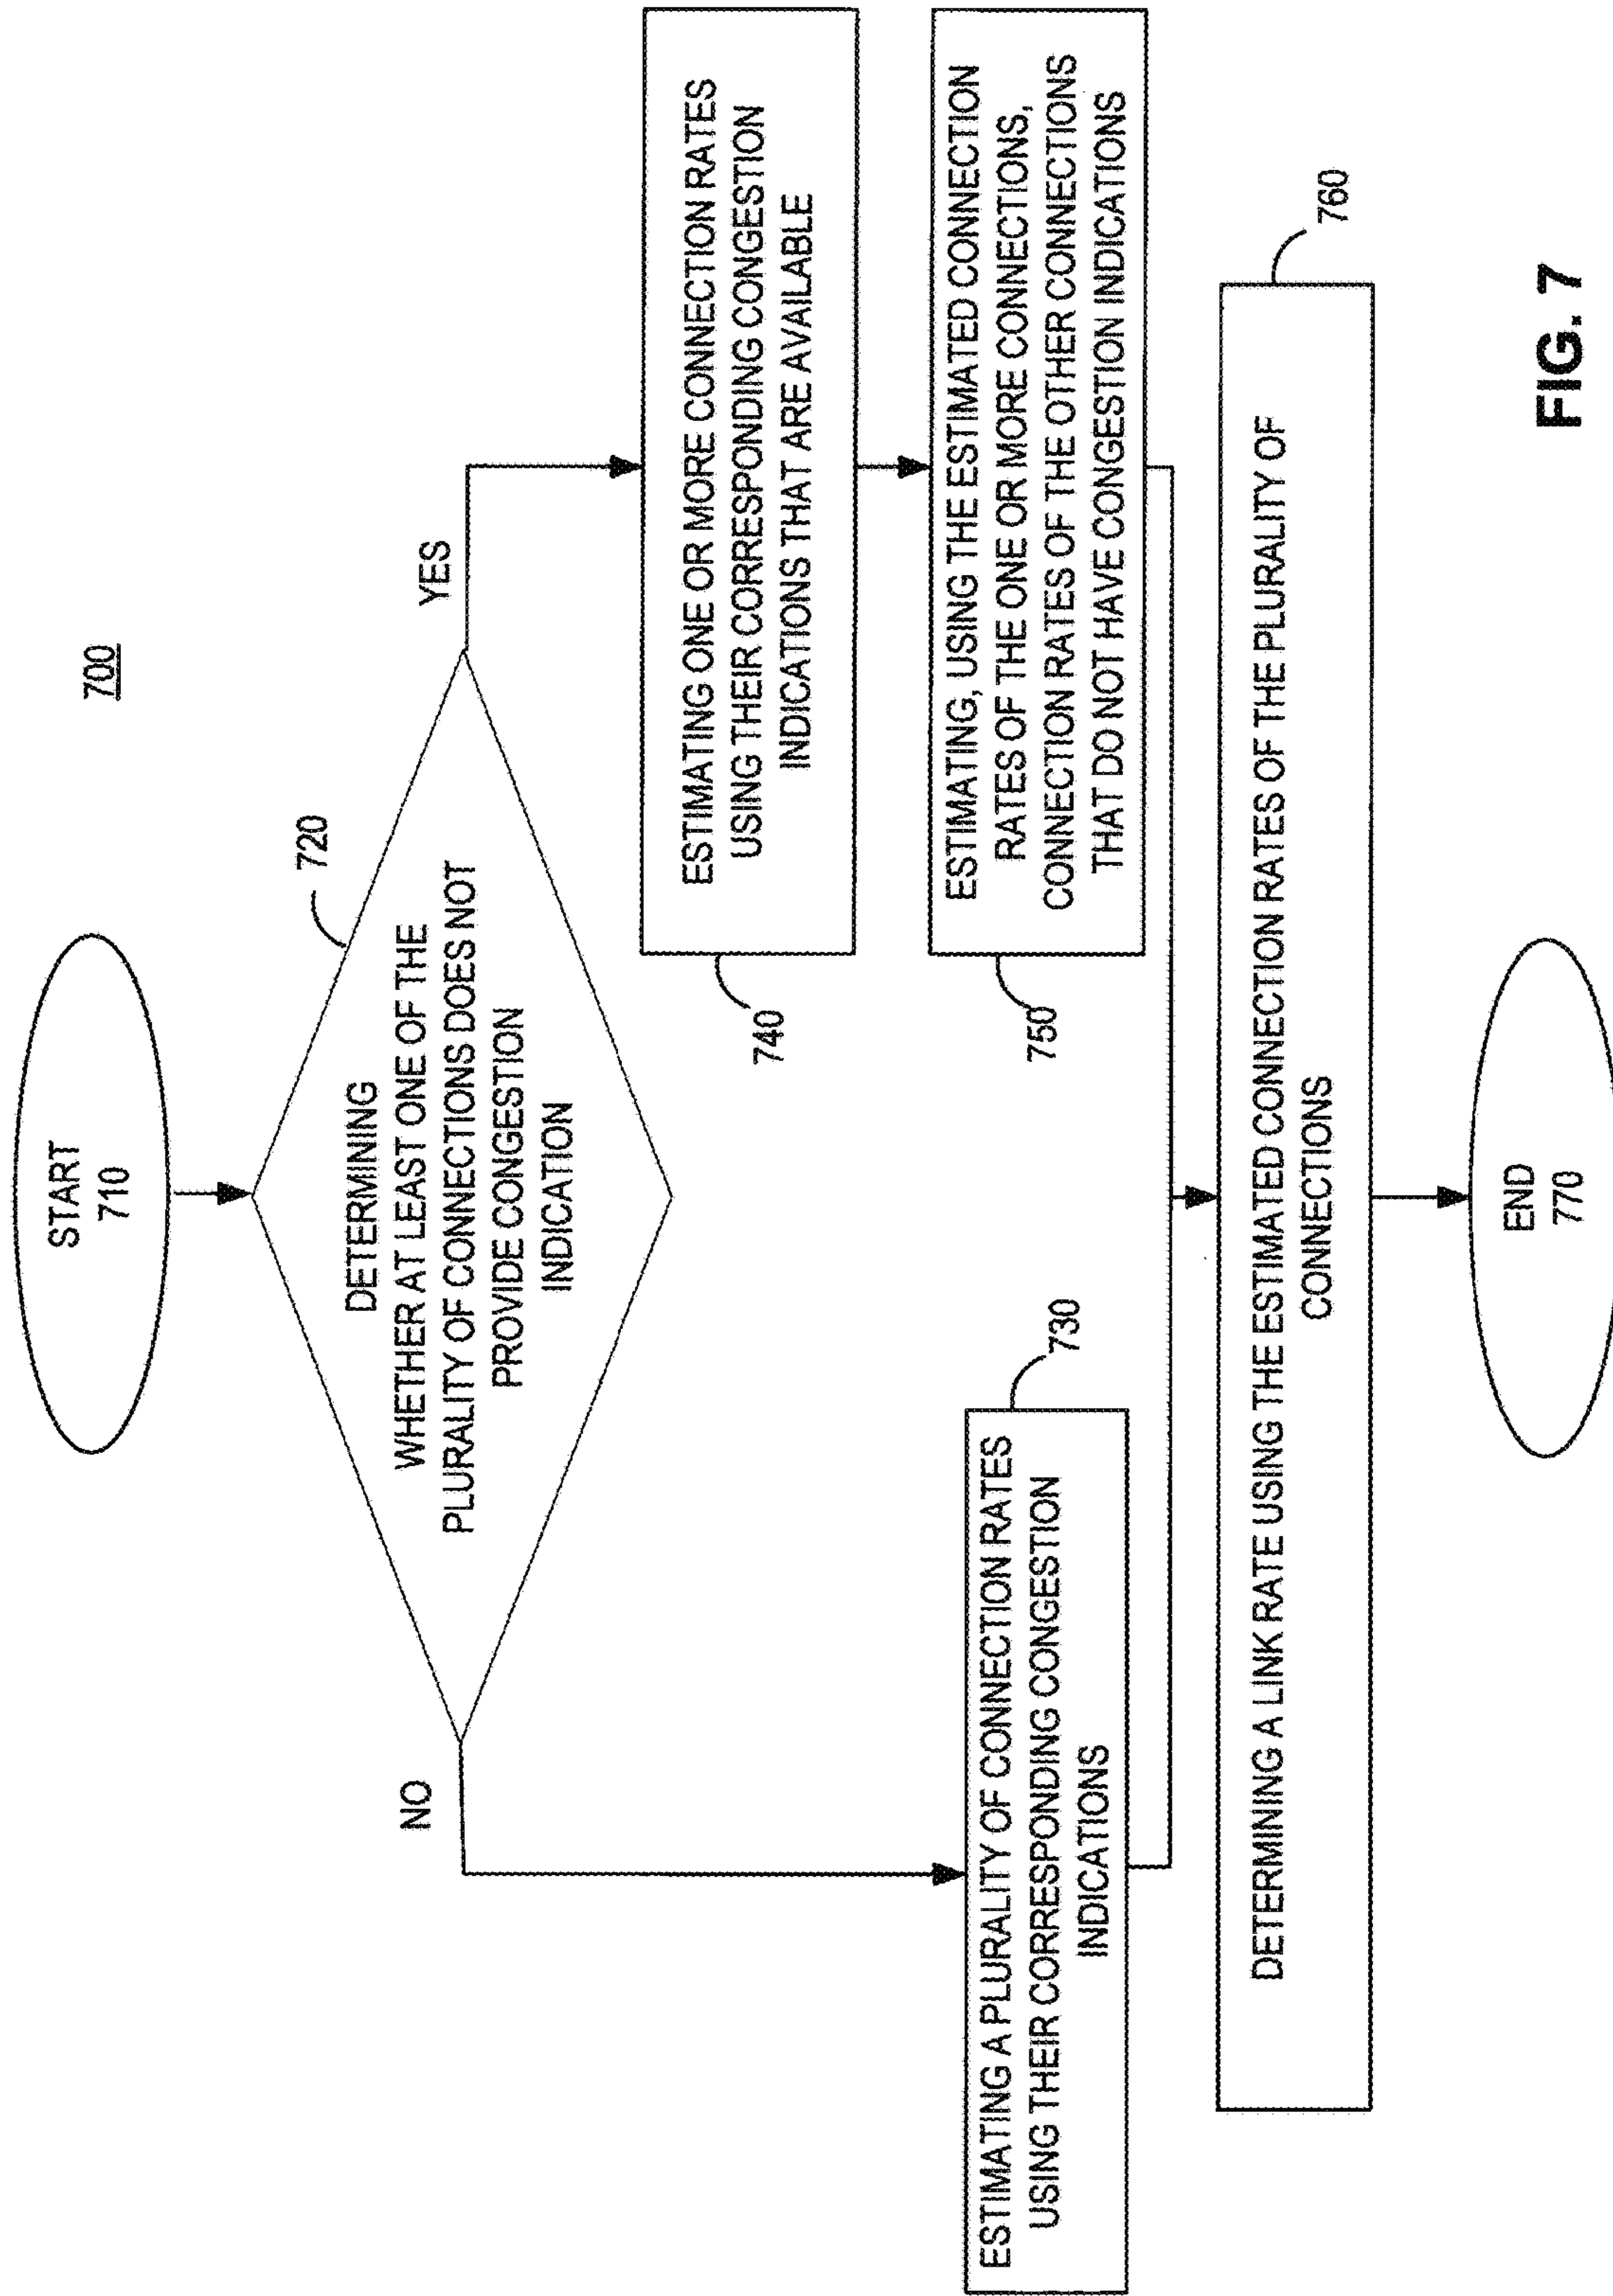 700
START
710
DETERMINING
WHETHER AT LEAST ONE OF THE
PLURALITY OF CONNECTIONS DOES NOT
PROVIDE CONGESTION
INDICATION
720
NO
YES
ESTIMATING A PLURALITY OF CONNECTION RATES
USING THEIR CORRESPONDING CONGESTION
INDICATIONS
730
ESTIMATING ONE OR MORE CONNECTION RATES
USING THEIR CORRESPONDING CONGESTION
INDICATIONS THAT ARE AVAILABLE
740
ESTIMATING, USING THE ESTIMATED CONNECTION
RATES OF THE ONE OR MORE CONNECTIONS,
CONNECTION RATES OF THE OTHER CONNECTIONS
THAT DO NOT HAVE CONGESTION INDICATIONS
750
DETERMINING A LINK RATE USING THE ESTIMATED CONNECTION RATES OF THE PLURALITY OF
CONNECTIONS
760
END
770
FIG. 7